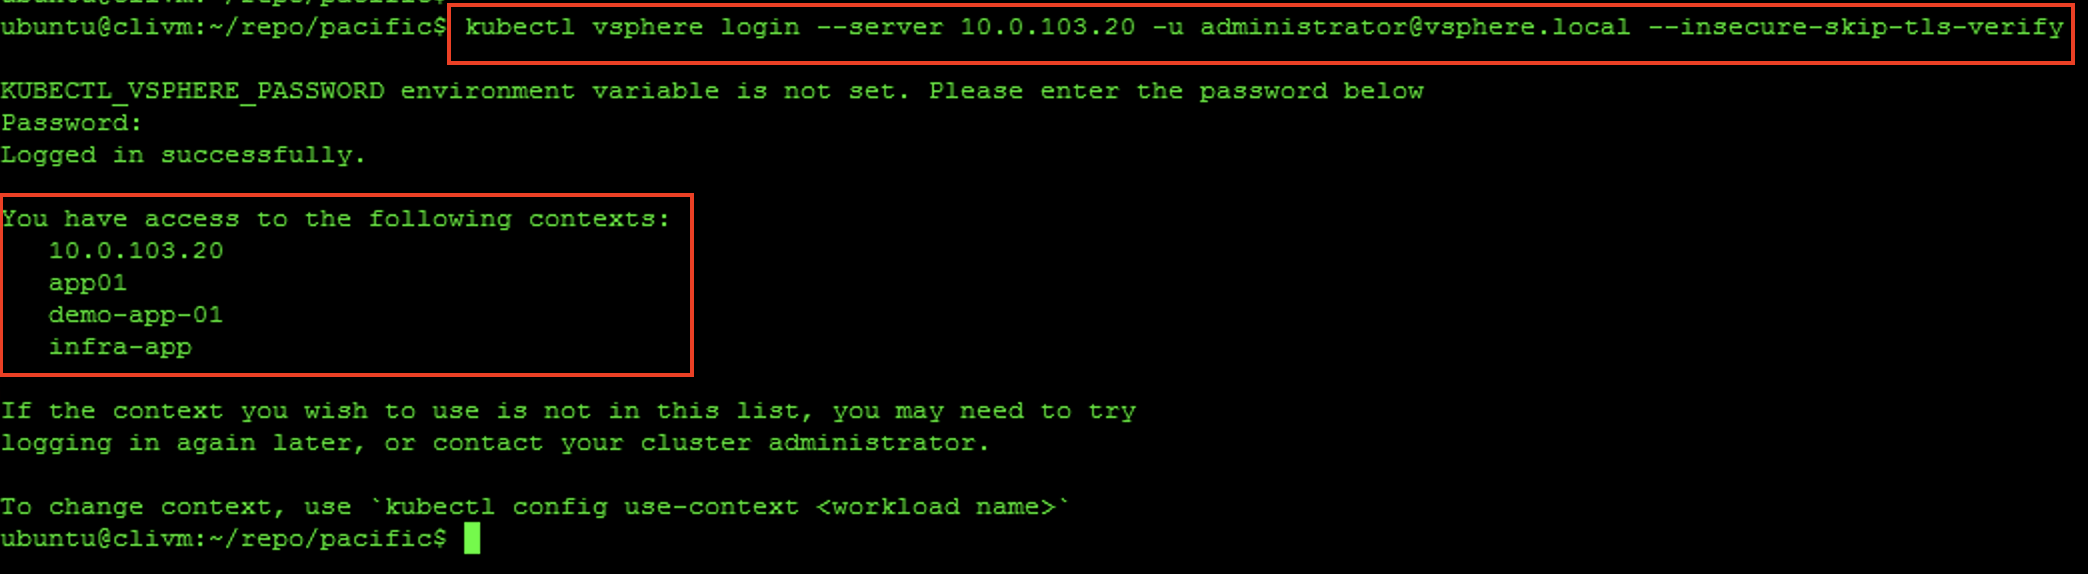 ubuntu@clivm:~/repo/pacific$ kubectl vsphere login --server 10.0.103.20 -u administrator@vsphere.local --insecure-skip-tls-verify
KUBECTL_VSPHERE_PASSWORD environment variable is not set. Please enter the password below
Password:
Logged in successfully.
You have access to the following contexts:
10.0.103.20
app01
demo-app-01
infra-app
If the context you wish to use is not in this list, you may need to try
logging in again later, or contact your cluster administrator.
To change context, use `kubectl config use-context <workload name>`
ubuntu@clivm:~/repo/pacific$